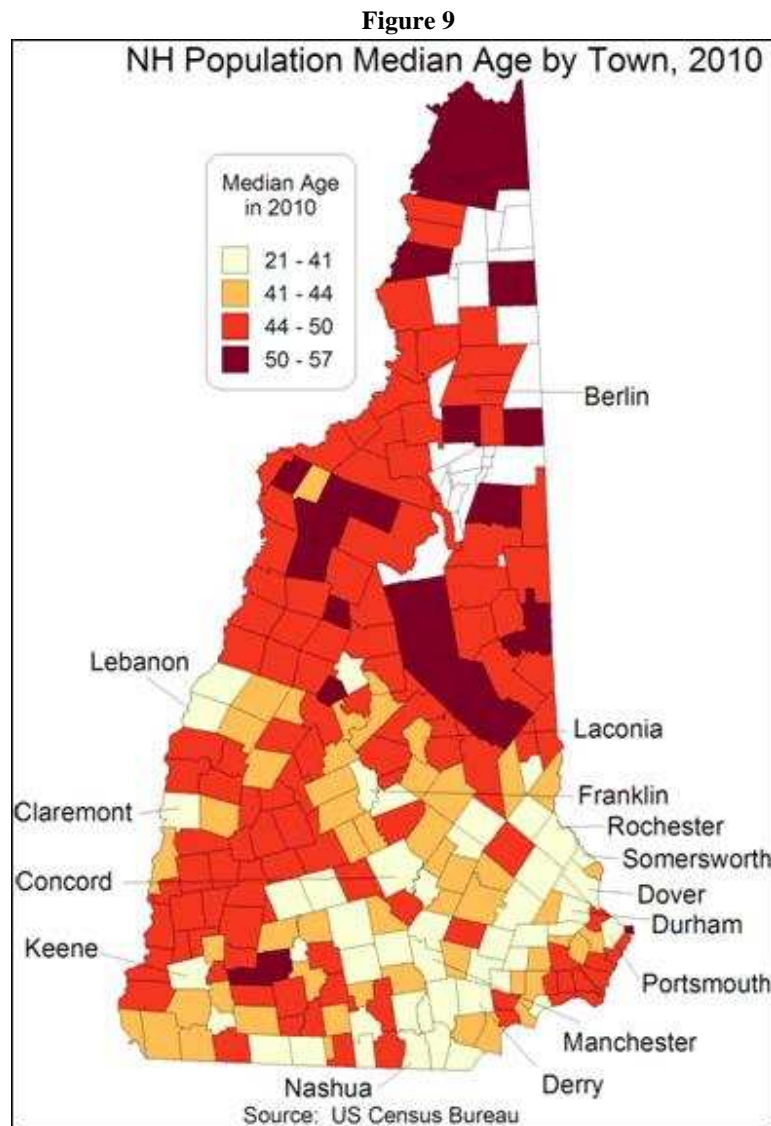 Figure 9
NH Population Median Age by Town, 2010
Median Age
in 2010
21 - 41
41 - 44
44 - 50
50 - 57
Berlin
Lebanon
Laconia
Claremont
Franklin
Rochester
Somersworth
Concord
Dover
Durham
Keene
Portsmouth
Manchester
Derry
Nashua
Source: US Census Bureau